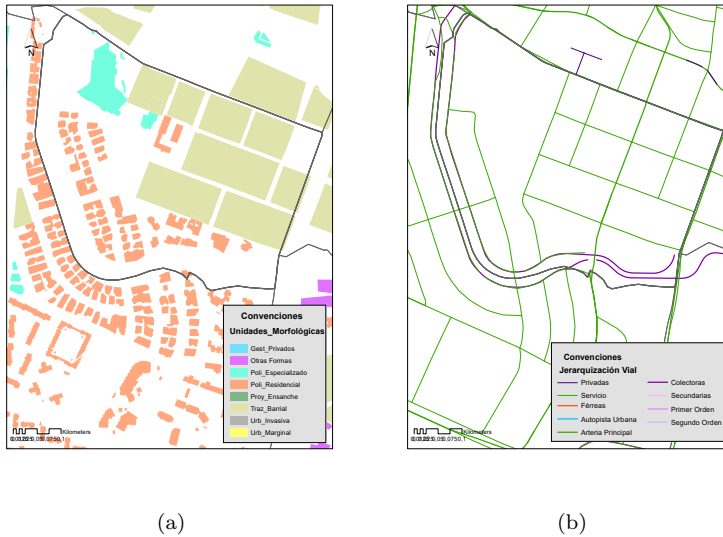 N
Convenciones
Unidades_Morfológicas
Gest_Privados
Otras Formas
Poli_Especializado
Poli_Residencial
Proy_Ensanche
Traz_Barrial
Urb_Invasiva
Urb_Marginal
Kilometers
(a)
N
Convenciones
Jerarquización Vial
Privadas
Servicio
Férreas
Autopista Urbana
Arteria Principal
Colectoras
Secundarias
Primer Orden
Segundo Orden
Kilometers
(b)